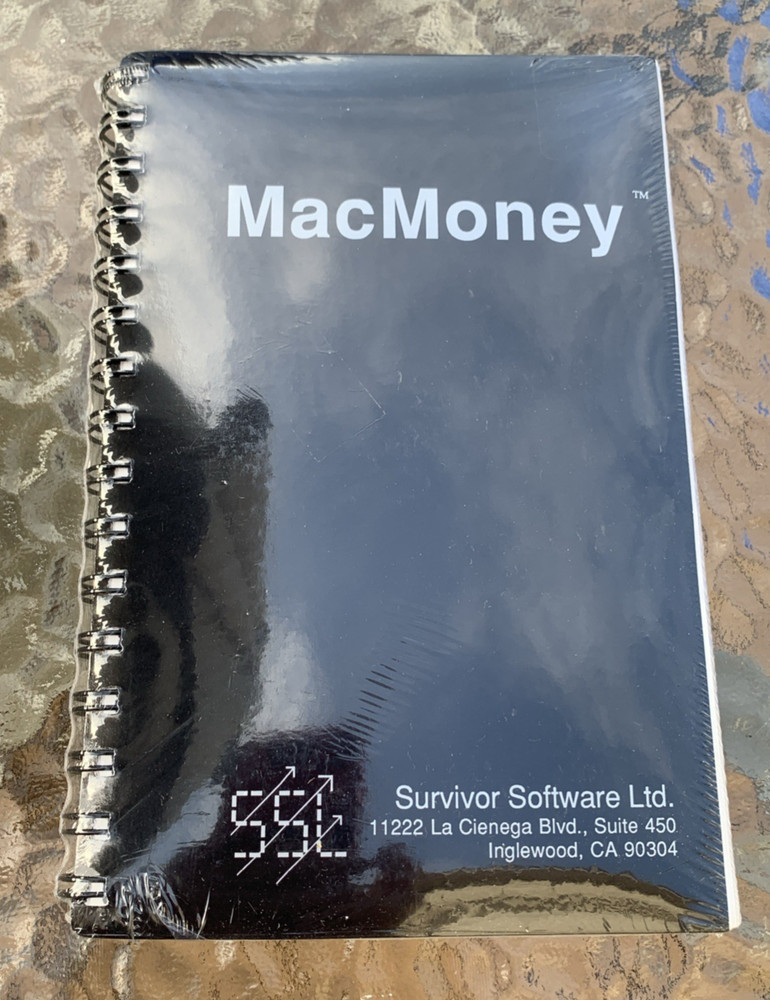 MacMoney™
SSL
Survivor Software Ltd.
11222 La Cienega Blvd., Suite 450
Inglewood, CA 90304